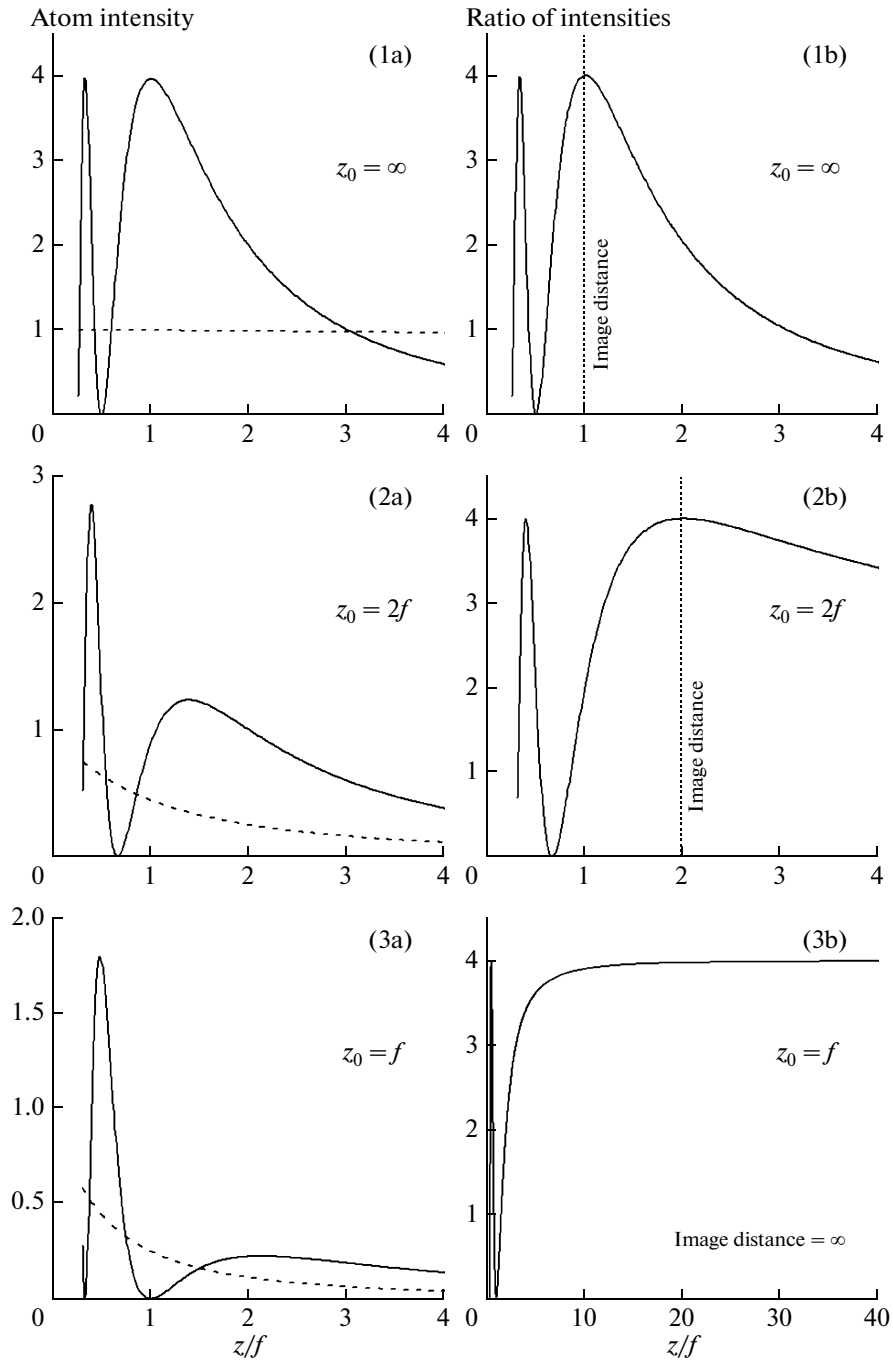 Atom intensity
(1a)
4
3
2
1
z₀ = ∞
0 1 2 3 4
Ratio of intensities
(1b)
4
3
2
1
z₀ = ∞
Image distance
0 1 2 3 4
(2a)
3
2
1
z₀ = 2f
0 1 2 3 4
(2b)
4
3
2
1
z₀ = 2f
Image distance
0 1 2 3 4
(3a)
2.0
1.5
1.0
0.5
z₀ = f
0 1 2 3 4
z/f
(3b)
4
3
2
1
z₀ = f
Image distance = ∞
0 10 20 30 40
z/f